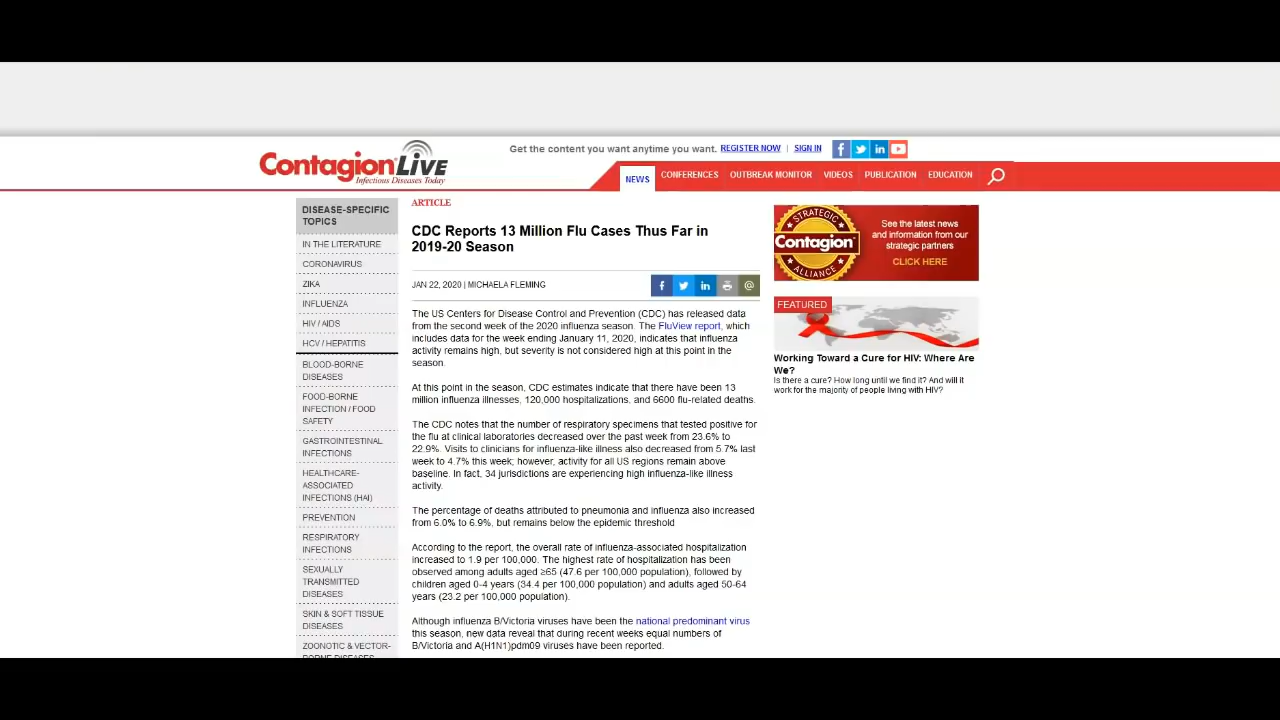 Get the content you want anytime you want. REGISTER NOW | SIGN IN
ContagionLIVE
Infectious Diseases Today
NEWS CONFERENCES OUTBREAK MONITOR VIDEOS PUBLICATION EDUCATION
DISEASE-SPECIFIC
TOPICS
IN THE LITERATURE
CORONAVIRUS
ZIKA
INFLUENZA
HIV / AIDS
HCV / HEPATITIS
BLOOD-BORNE
DISEASES
FOOD-BORNE
INFECTION / FOOD
SAFETY
GASTROINTESTINAL
INFECTIONS
HEALTHCARE-
ASSOCIATED
INFECTIONS (HAI)
PREVENTION
RESPIRATORY
INFECTIONS
SEXUALLY
TRANSMITTED
DISEASES
SKIN & SOFT TISSUE
DISEASES
ZOONOTIC & VECTOR-
BORNE DISEASES
ARTICLE
CDC Reports 13 Million Flu Cases Thus Far in
2019-20 Season
JAN 22, 2020 | MICHAELA FLEMING
The US Centers for Disease Control and Prevention (CDC) has released data
from the second week of the 2020 influenza season. The FluView report, which
includes data for the week ending January 11, 2020, indicates that influenza
activity remains high, but severity is not considered high at this point in the
season.
At this point in the season, CDC estimates indicate that there have been 13
million influenza illnesses, 120,000 hospitalizations, and 6600 flu-related deaths.
The CDC notes that the number of respiratory specimens that tested positive for
the flu at clinical laboratories decreased over the past week from 23.6% to
22.9%. Visits to clinicians for influenza-like illness also decreased from 5.7% last
week to 4.7% this week; however, activity for all US regions remain above
baseline. In fact, 34 jurisdictions are experiencing high influenza-like illness
activity.
The percentage of deaths attributed to pneumonia and influenza also increased
from 6.0% to 6.9%, but remains below the epidemic threshold
According to the report, the overall rate of influenza-associated hospitalization
increased to 1.9 per 100,000. The highest rate of hospitalization has been
observed among adults aged ≥65 (47.6 per 100,000 population), followed by
children aged 0-4 years (34.4 per 100,000 population) and adults aged 50-64
years (23.2 per 100,000 population).
Although influenza B/Victoria viruses have been the national predominant virus
this season, new data reveal that during recent weeks equal numbers of
B/Victoria and A(H1N1)pdm09 viruses have been reported.
STRATEGIC
Contagion
ALLIANCE
See the latest news
and information from our
strategic partners
CLICK HERE
FEATURED
Working Toward a Cure for HIV: Where Are
We?
Is there a cure? How long until we find it? And will it
work for the majority of people living with HIV?